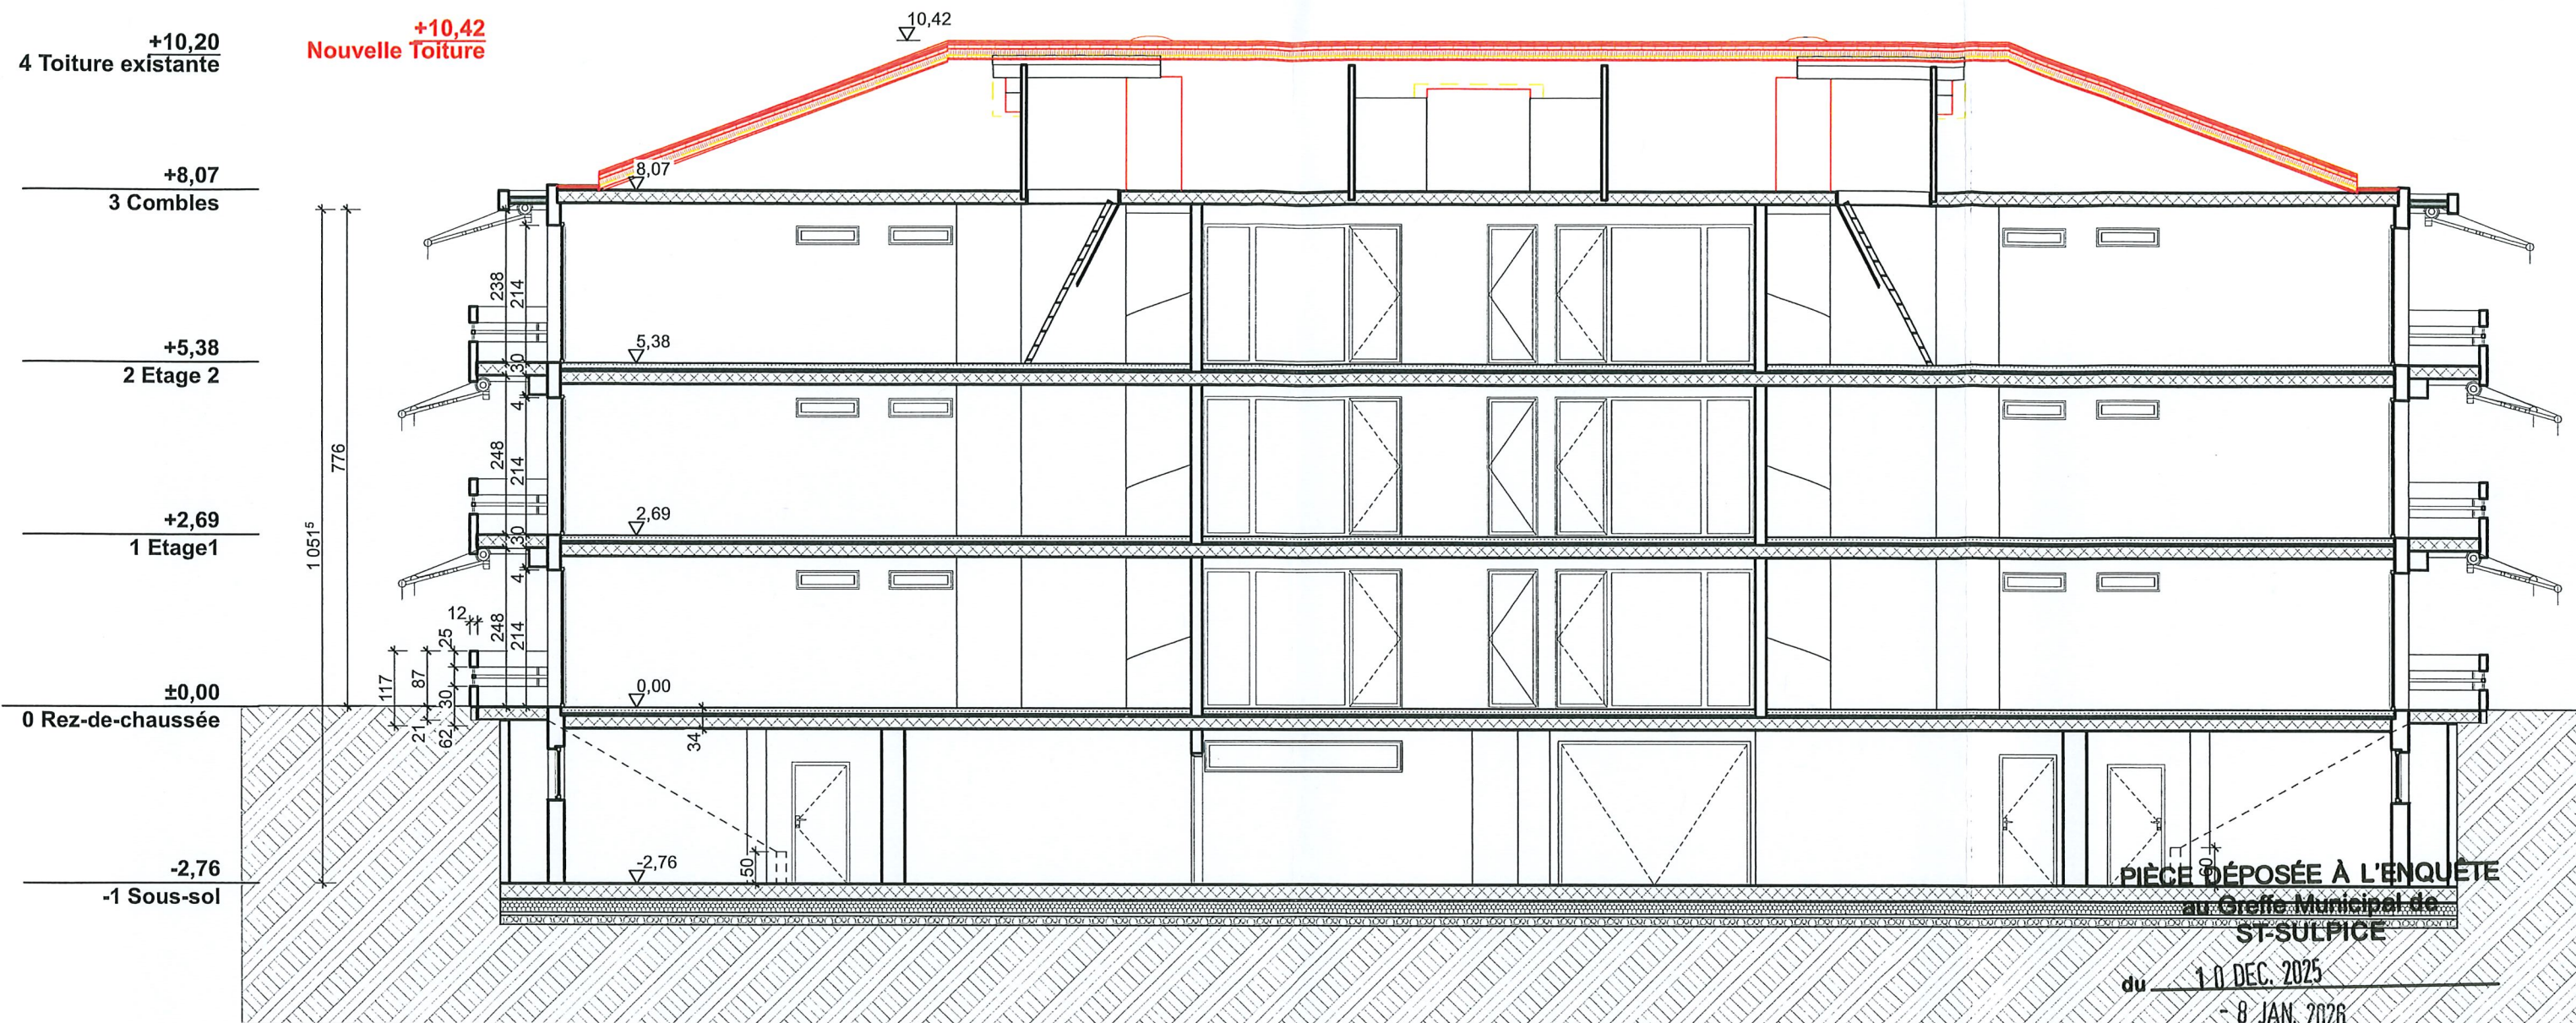 +10,20
4 Toiture existante
+10,42
Nouvelle Toiture
10,42
+8,07
3 Combles
8,07
238
214
30
+5,38
2 Etage 2
5,38
4
248
214
776
30
+2,69
1 Etage1
2,69
1051⁵
4
12
25
248
214
117
87
30
±0,00
0 Rez-de-chaussée
0,00
21
62
34
-2,76
-1 Sous-sol
-2,76
50
60
PIÈCE DÉPOSÉE À L'ENQUÊTE
au Greffe Municipal de
ST-SULPICE
du 10 DEC. 2025
- 8 JAN. 2026